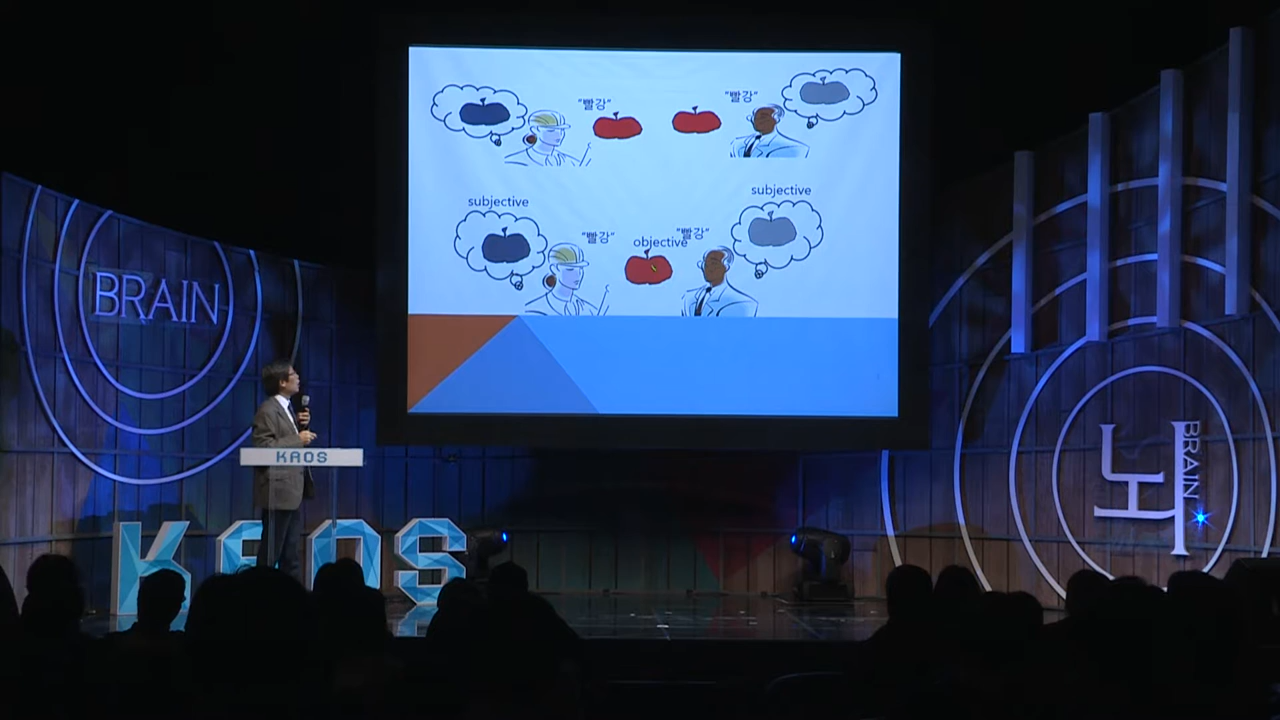 "빨강"
"빨강"
subjective
subjective
"빨강"
"빨강"
objective
BRAIN
KAOS
KAOS
뇌
BRAIN